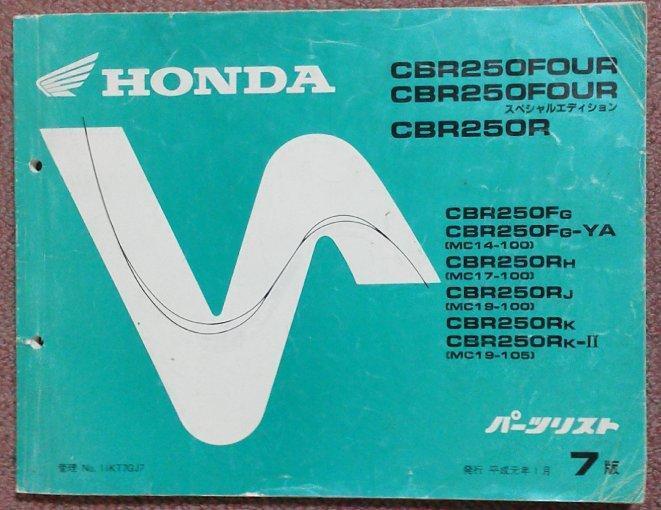 HONDA
CBR250FOUR
CBR250FOUR
スペシャルエディション
CBR250R
CBR250FG
CBR250FG-YA
(MC14-100)
CBR250RH
(MC17-100)
CBR250RJ
(MC19-100)
CBR250RK
CBR250RK-II
(MC19-105)
パーツリスト
管理 No. 11KT7GJ7
発行 平成元年1月 7版